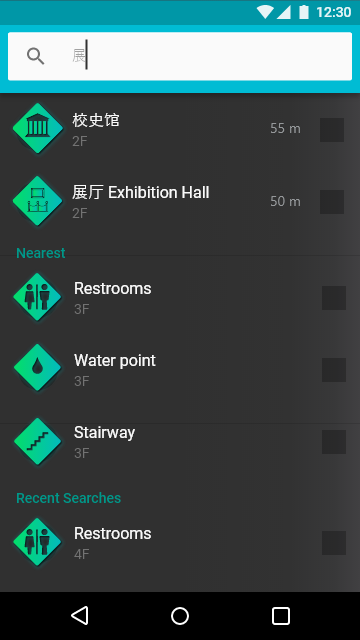 12:30
展
校史馆
55 m
2F
展厅 Exhibition Hall
50 m
2F
Nearest
Restrooms
3F
Water point
3F
Stairway
3F
Recent Searches
Restrooms
4F